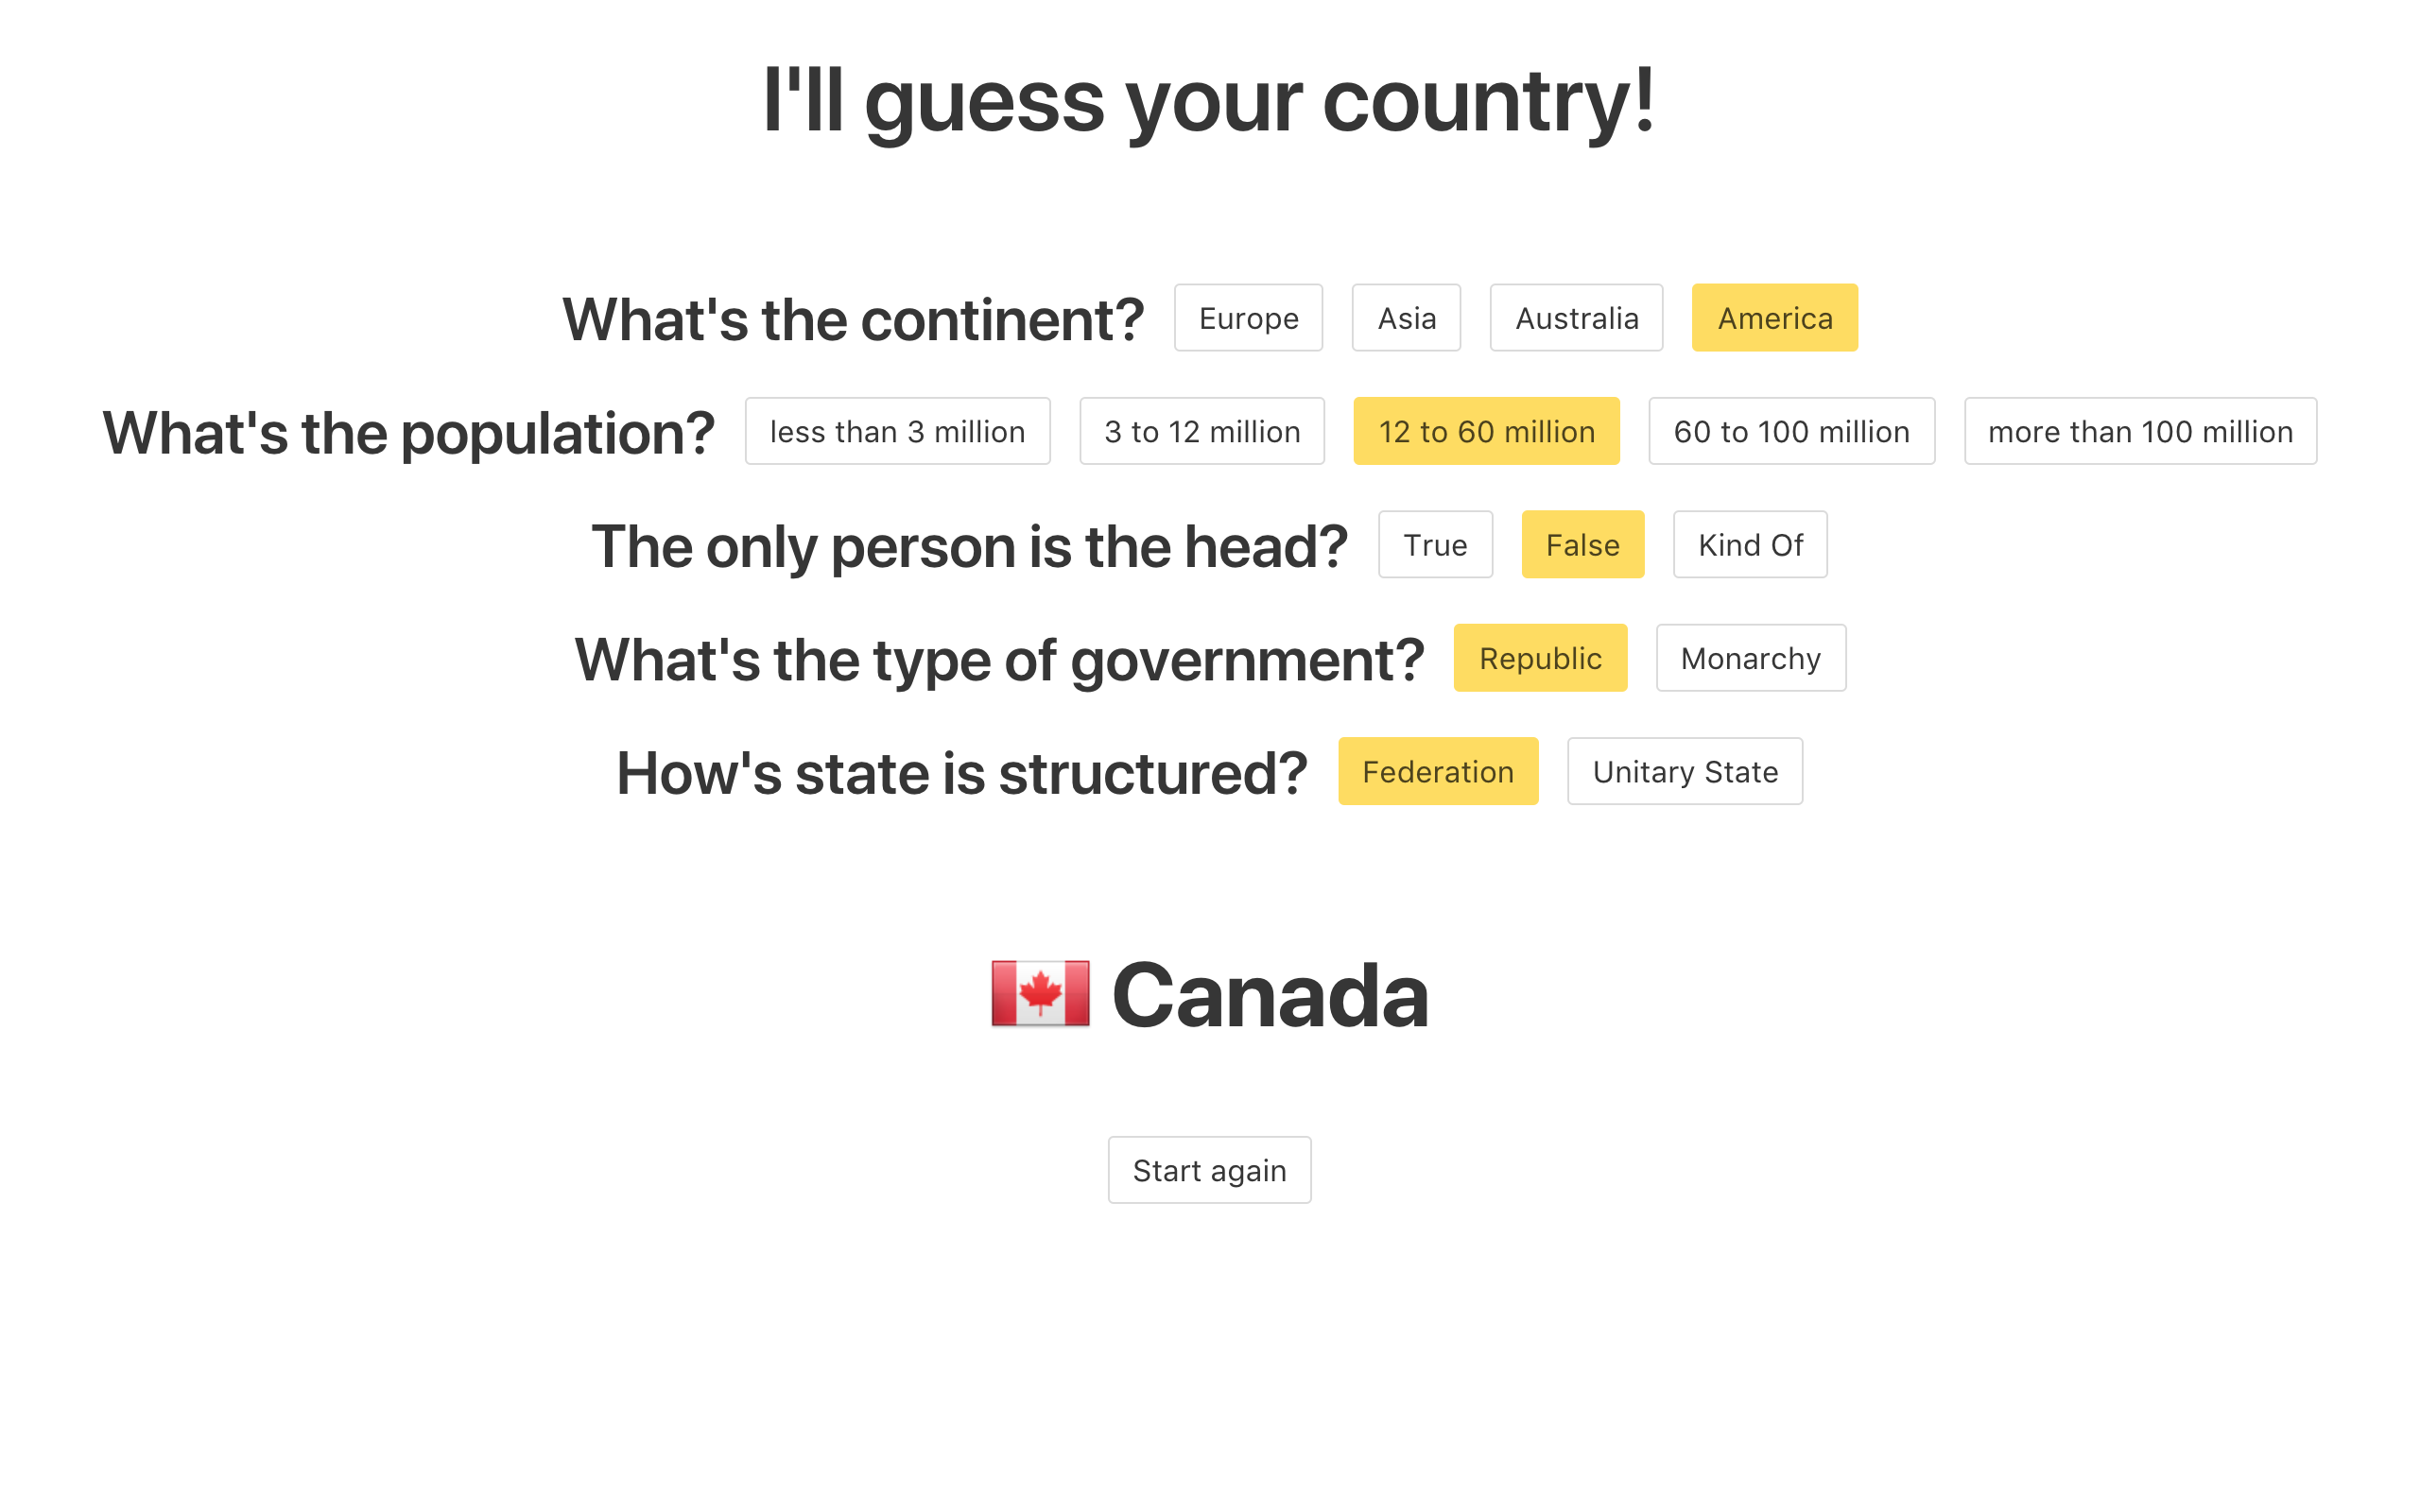 I'll guess your country!
What's the continent? Europe Asia Australia America
What's the population? less than 3 million 3 to 12 million 12 to 60 million 60 to 100 million more than 100 million
The only person is the head? True False Kind Of
What's the type of government? Republic Monarchy
How's state is structured? Federation Unitary State
Canada
Start again